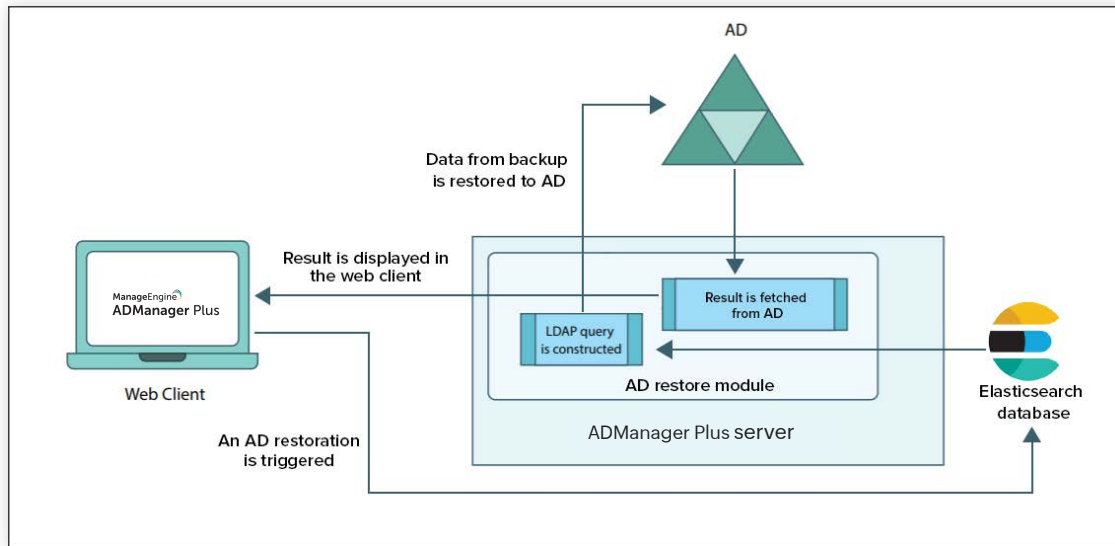 AD
Data from backup
is restored to AD
Result is displayed in
the web client
ManageEngine
ADManager Plus
Web Client
Result is fetched
from AD
LDAP query
is constructed
AD restore module
ADManager Plus server
Elasticsearch
database
An AD restoration
is triggered